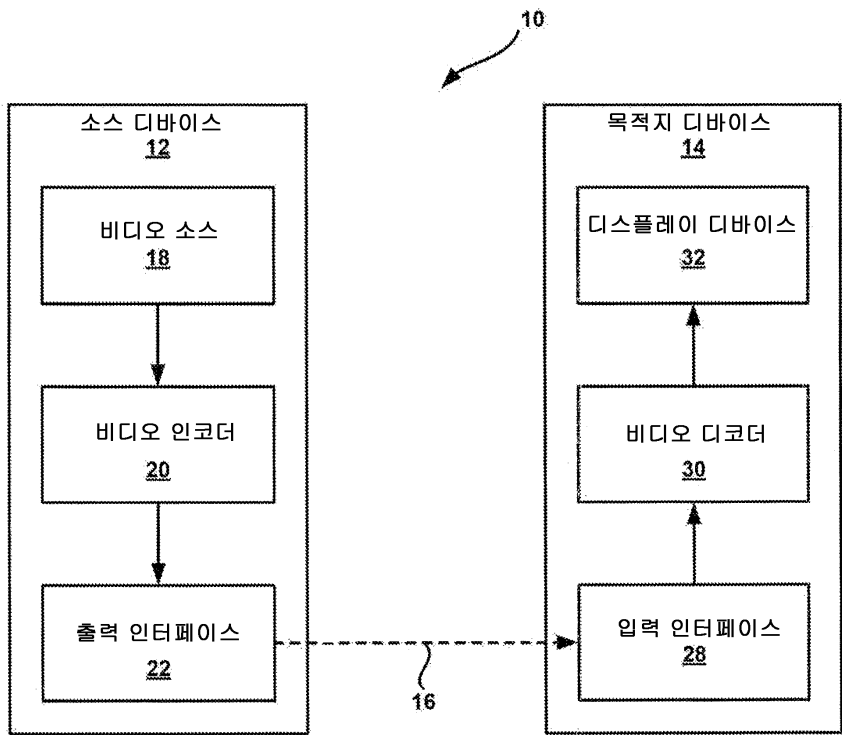 10
소스 디바이스
12
비디오 소스
18
비디오 인코더
20
출력 인터페이스
22
16
목적지 디바이스
14
디스플레이 디바이스
32
비디오 디코더
30
입력 인터페이스
28